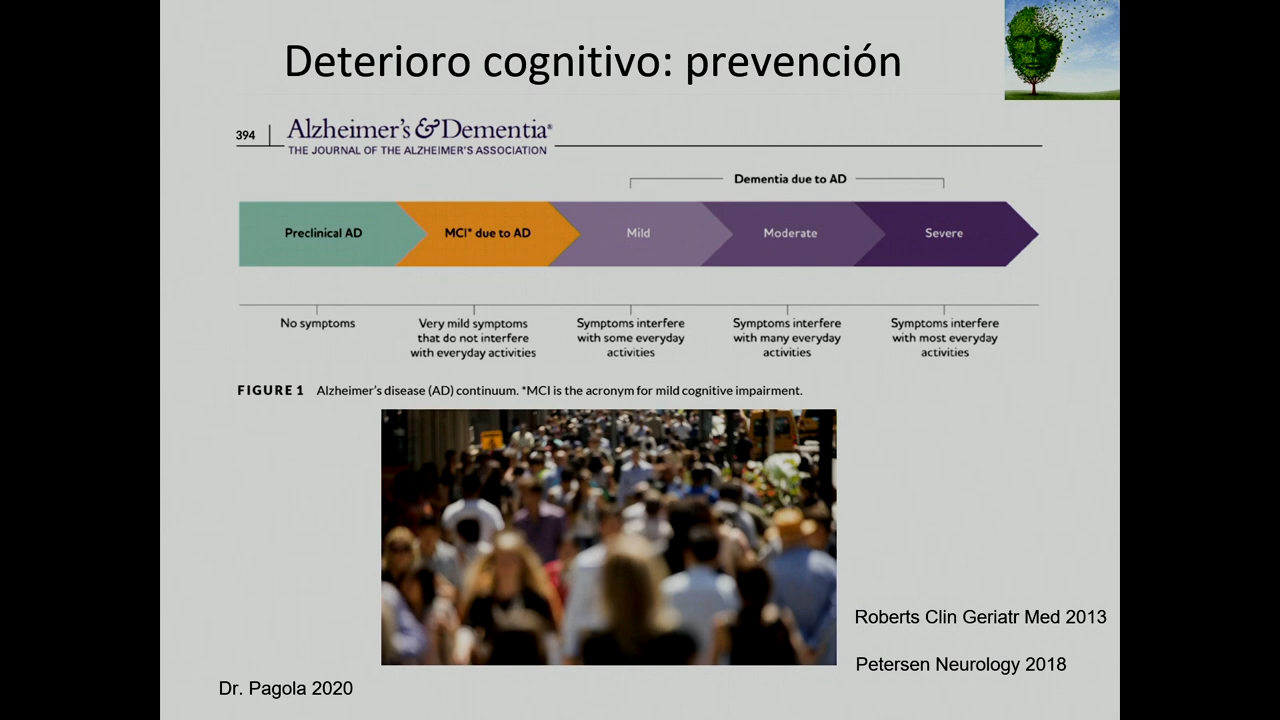 Deterioro cognitivo: prevención
394
Alzheimer's & Dementia®
THE JOURNAL OF THE ALZHEIMER'S ASSOCIATION
Dementia due to AD
Preclinical AD
MCI* due to AD
Mild
Moderate
Severe
No symptoms
Very mild symptoms
that do not interfere
with everyday activities
Symptoms interfere
with some everyday
activities
Symptoms interfere
with many everyday
activities
Symptoms interfere
with most everyday
activities
FIGURE 1 Alzheimer's disease (AD) continuum. *MCI is the acronym for mild cognitive impairment.
Roberts Clin Geriatr Med 2013
Petersen Neurology 2018
Dr. Pagola 2020